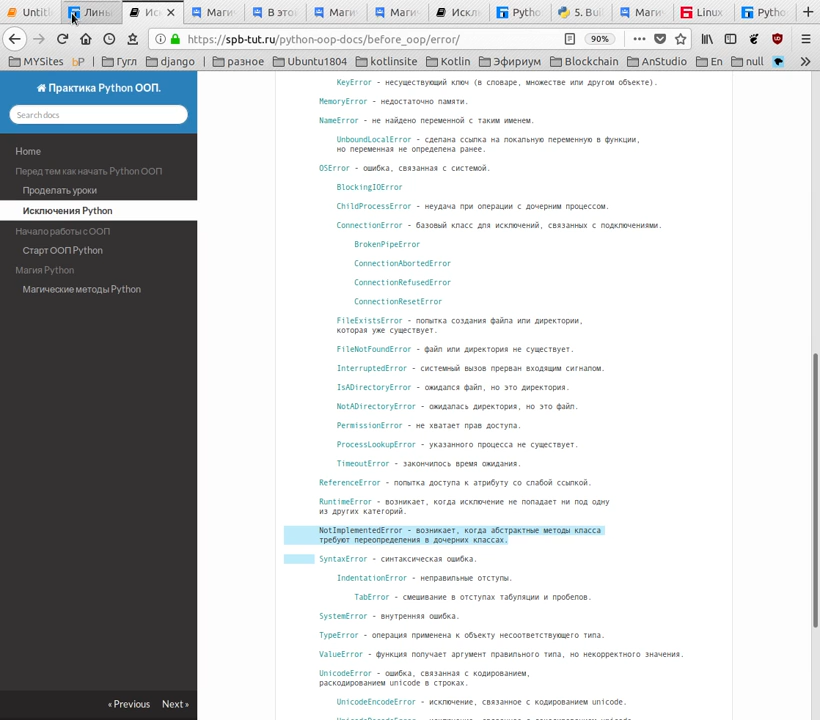 Untitl
Линь
Исн
Маги
В это
Маги
Маги
Искл
Pytho
5. Bui
Маги
Linux
Pytho
https://spb-tut.ru/python-oop-docs/before_oop/error/
90%
MYSites
bP
Гугл
django
разное
Ubuntu1804
kotlinsite
Kotlin
Эфириум
Blockchain
AnStudio
En
null
Практика Python ООП.
Search docs
Home
Перед тем как начать Python ООП
Проделать уроки
Исключения Python
Начало работы с ООП
Старт ООП Python
Магия Python
Магические методы Python
« Previous
Next »
KeyError - несуществующий ключ (в словаре, множестве или другом объекте).
MemoryError - недостаточно памяти.
NameError - не найдено переменной с таким именем.
UnboundLocalError - сделана ссылка на локальную переменную в функции,
но переменная не определена ранее.
OSError - ошибка, связанная с системой.
BlockingIOError
ChildProcessError - неудача при операции с дочерним процессом.
ConnectionError - базовый класс для исключений, связанных с подключениями.
BrokenPipeError
ConnectionAbortedError
ConnectionRefusedError
ConnectionResetError
FileExistsError - попытка создания файла или директории,
которая уже существует.
FileNotFoundError - файл или директория не существует.
InterruptedError - системный вызов прерван входящим сигналом.
IsADirectoryError - ожидался файл, но это директория.
NotADirectoryError - ожидалась директория, но это файл.
PermissionError - не хватает прав доступа.
ProcessLookupError - указанного процесса не существует.
TimeoutError - закончилось время ожидания.
ReferenceError - попытка доступа к атрибуту со слабой ссылкой.
RuntimeError - возникает, когда исключение не попадает ни под одну
из других категорий.
NotImplementedError - возникает, когда абстрактные методы класса
требуют переопределения в дочерних классах.
SyntaxError - синтаксическая ошибка.
IndentationError - неправильные отступы.
TabError - смешивание в отступах табуляции и пробелов.
SystemError - внутренняя ошибка.
TypeError - операция применена к объекту несоответствующего типа.
ValueError - функция получает аргумент правильного типа, но некорректного значения.
UnicodeError - ошибка, связанная с кодированием,
раскодированием unicode в строках.
UnicodeEncodeError - исключение, связанное с кодированием unicode.